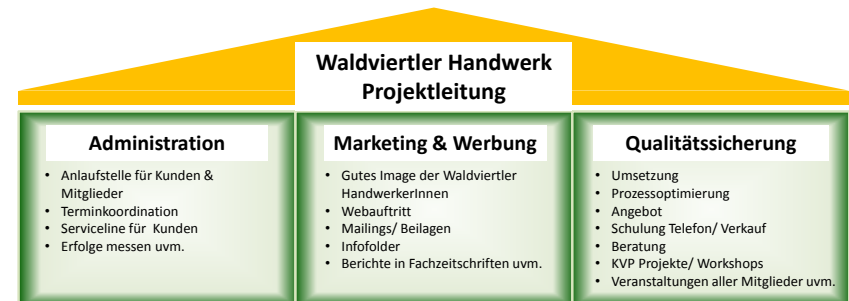 Waldviertler Handwerk
Projektleitung
Administration
• Anlaufstelle für Kunden &
Mitglieder
• Terminkoordination
• Serviceline für Kunden
• Erfolge messen uvm.
Marketing & Werbung
• Gutes Image der Waldviertler
HandwerkerInnen
• Webauftritt
• Mailings/ Beilagen
• Infofolder
• Berichte in Fachzeitschriften uvm.
Qualitätssicherung
• Umsetzung
• Prozessoptimierung
• Angebot
• Schulung Telefon/ Verkauf
• Beratung
• KVP Projekte/ Workshops
• Veranstaltungen aller Mitglieder uvm.